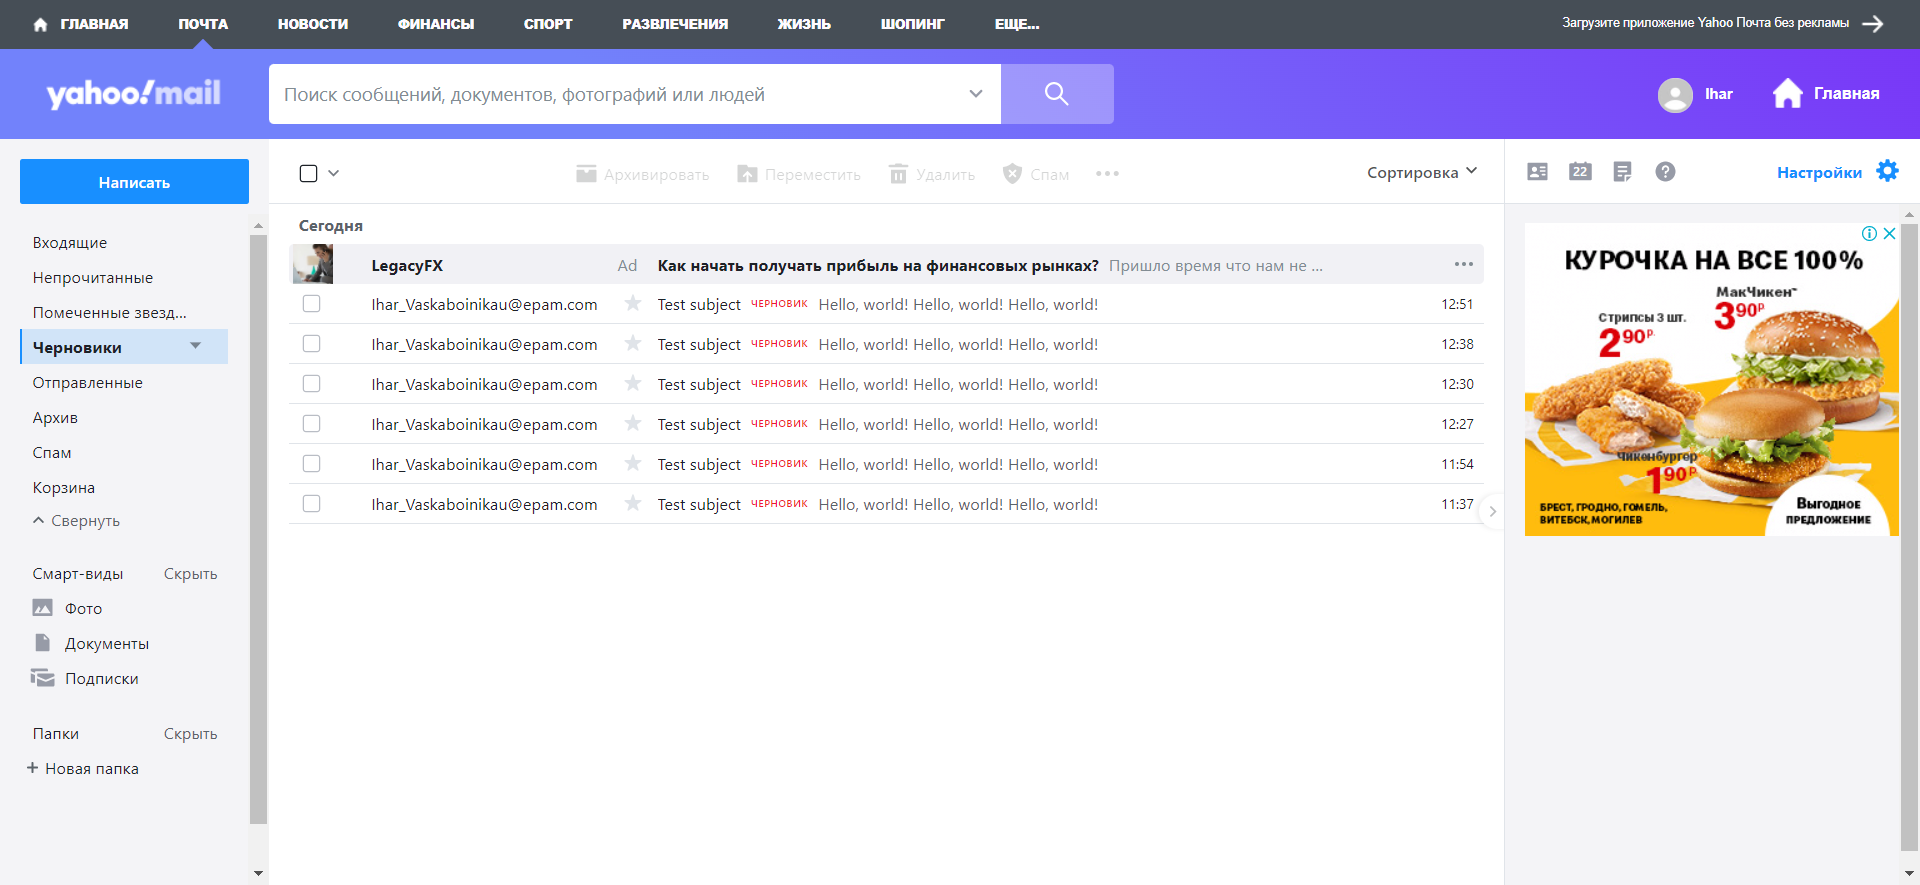 ГЛАВНАЯ ПОЧТА НОВОСТИ ФИНАНСЫ СПОРТ РАЗВЛЕЧЕНИЯ ЖИЗНЬ ШОПИНГ ЕЩЕ... Загрузите приложение Yahoo Почта без рекламы
yahoo!mail Поиск сообщений, документов, фотографий или людей Ihar Главная
Написать
Архивировать Переместить Удалить Спам Сортировка 22 Настройки
Входящие
Непрочитанные
Помеченные звезд...
Черновики
Отправленные
Архив
Спам
Корзина
Свернуть
Смарт-виды Скрыть
Фото
Документы
Подписки
Папки Скрыть
+ Новая папка
Сегодня
LegacyFX Ad Как начать получать прибыль на финансовых рынках? Пришло время что нам не ...
Ihar_Vaskaboinikau@epam.com Test subject ЧЕРНОВИК Hello, world! Hello, world! Hello, world! 12:51
Ihar_Vaskaboinikau@epam.com Test subject ЧЕРНОВИК Hello, world! Hello, world! Hello, world! 12:38
Ihar_Vaskaboinikau@epam.com Test subject ЧЕРНОВИК Hello, world! Hello, world! Hello, world! 12:30
Ihar_Vaskaboinikau@epam.com Test subject ЧЕРНОВИК Hello, world! Hello, world! Hello, world! 12:27
Ihar_Vaskaboinikau@epam.com Test subject ЧЕРНОВИК Hello, world! Hello, world! Hello, world! 11:54
Ihar_Vaskaboinikau@epam.com Test subject ЧЕРНОВИК Hello, world! Hello, world! Hello, world! 11:37
КУРОЧКА НА ВСЕ 100%
МакЧикен™
3 90 р.
Стрипсы 3 шт.
2 90 р.
Чикенбургер
1 90 р
БРЕСТ, ГРОДНО, ГОМЕЛЬ,
ВИТЕБСК, МОГИЛЕВ
Выгодное
ПРЕДЛОЖЕНИЕ